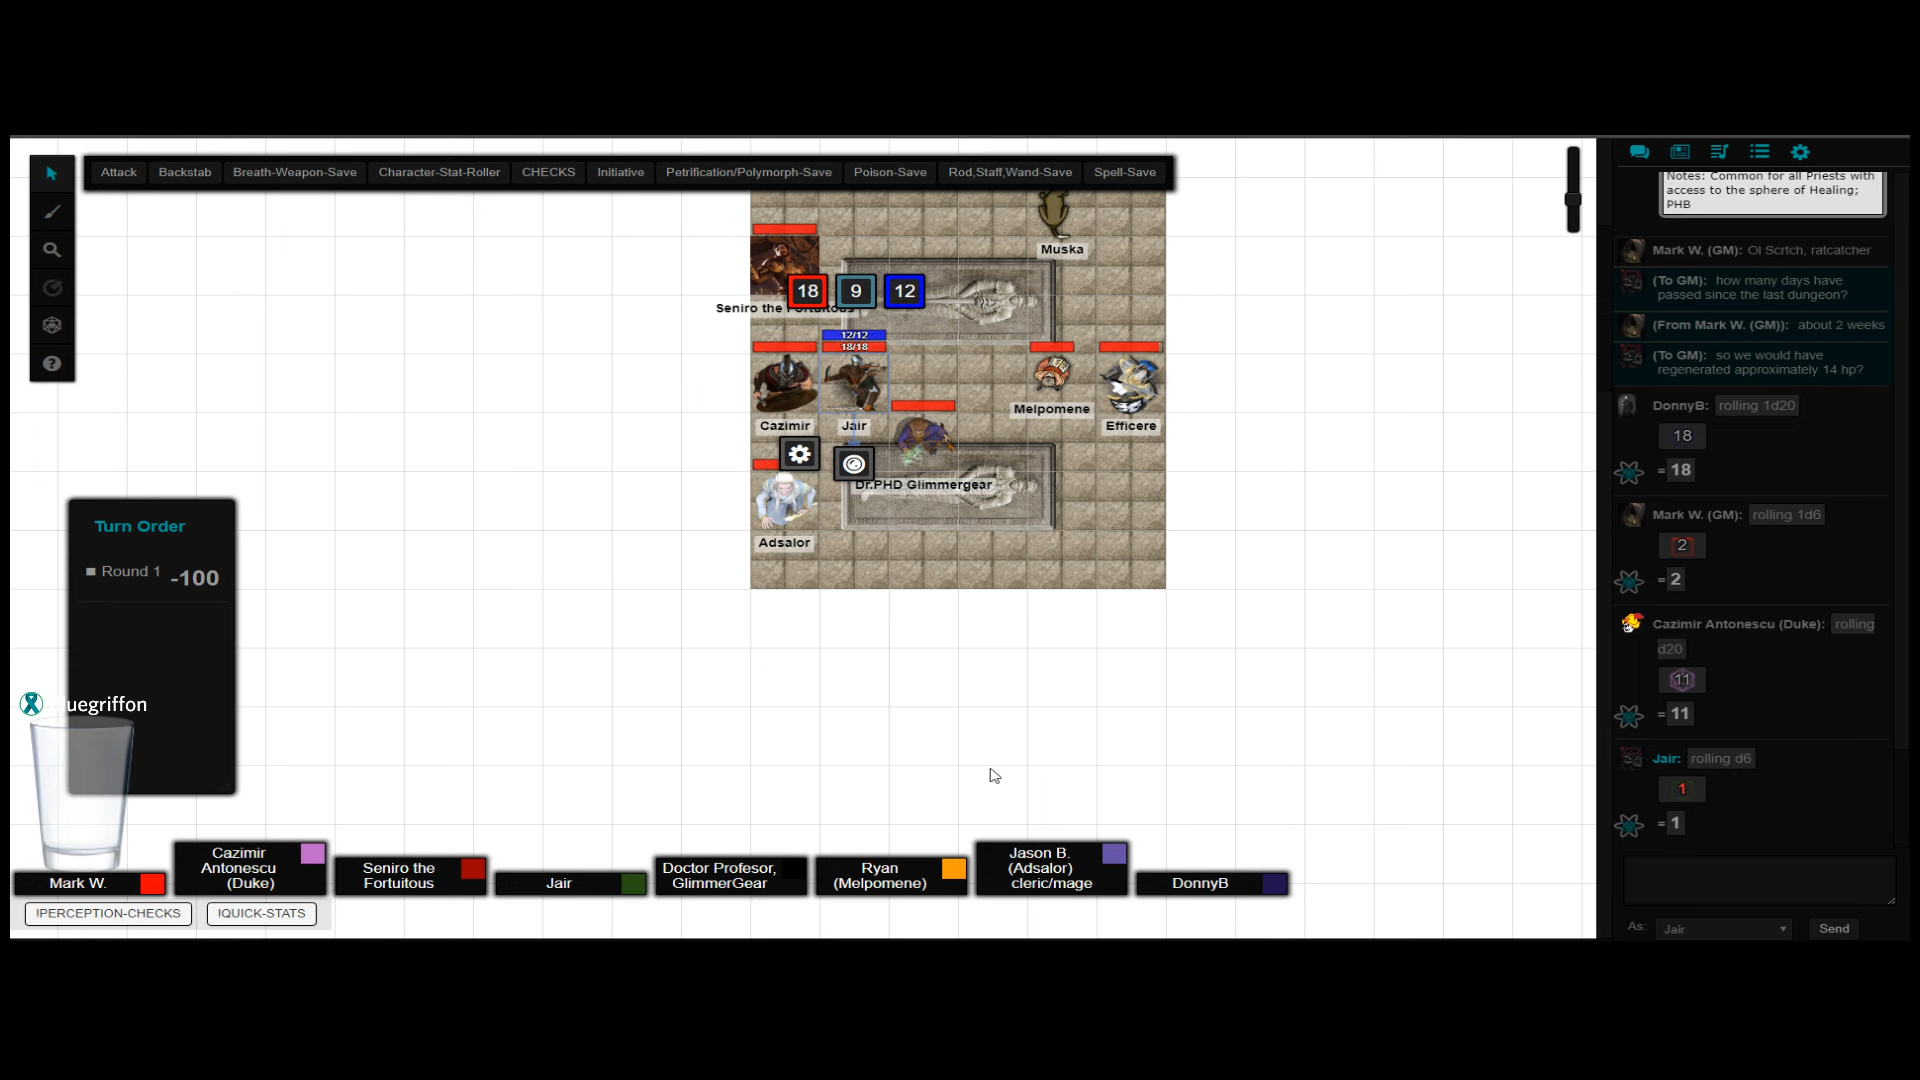 Attack
Backstab
Breath-Weapon-Save
Character-Stat-Roller
CHECKS
Initiative
Petrification/Polymorph-Save
Poison-Save
Rod,Staff,Wand-Save
Spell-Save
Muska
18
9
12
Seniro the Fortuitous
12/12
18/18
Cazimir
Jair
Melpomene
Efficere
Dr.PHD Glimmergear
Adsalor
Turn Order
Round 1
-100
uegriffon
Mark W.
Cazimir
Antonescu
(Duke)
Seniro the
Fortuitous
Jair
Doctor Profesor,
GlimmerGear
Ryan
(Melpomene)
Jason B.
(Adsalor)
cleric/mage
DonnyB
!PERCEPTION-CHECKS
!QUICK-STATS
Notes: Common for all Priests with
access to the sphere of Healing;
PHB
Mark W. (GM): Ol Scrtch, ratcatcher
(To GM): how many days have
passed since the last dungeon?
(From Mark W. (GM)): about 2 weeks
(To GM): so we would have
regenerated approximately 14 hp?
DonnyB: rolling 1d20
18
=18
Mark W. (GM): rolling 1d6
2
=2
Cazimir Antonescu (Duke): rolling
d20
11
=11
Jair: rolling d6
1
=1
As: Jair
Send